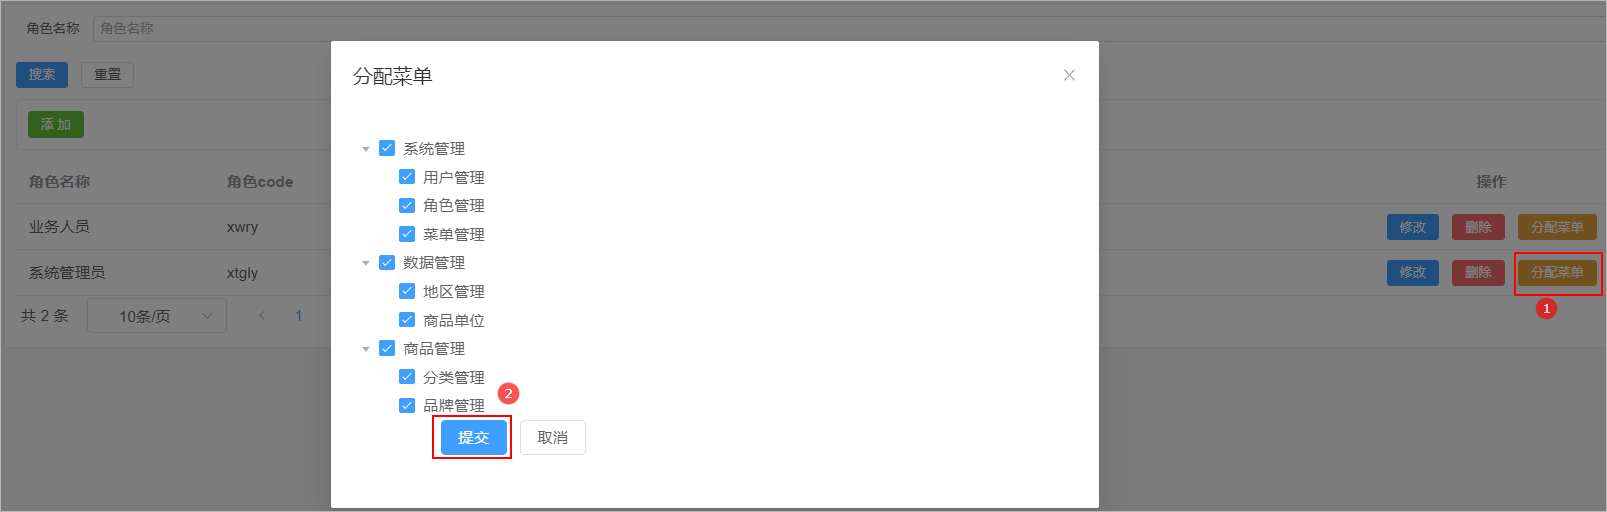 角色名称 角色名称
搜索 重置
添加
角色名称 角色code 操作
业务人员 xwry 修改 删除 分配菜单
系统管理员 xtgly 修改 删除 分配菜单
1
共 2 条 10条/页 1
分配菜单
系统管理
用户管理
角色管理
菜单管理
数据管理
地区管理
商品单位
商品管理
分类管理
2
品牌管理
提交 取消